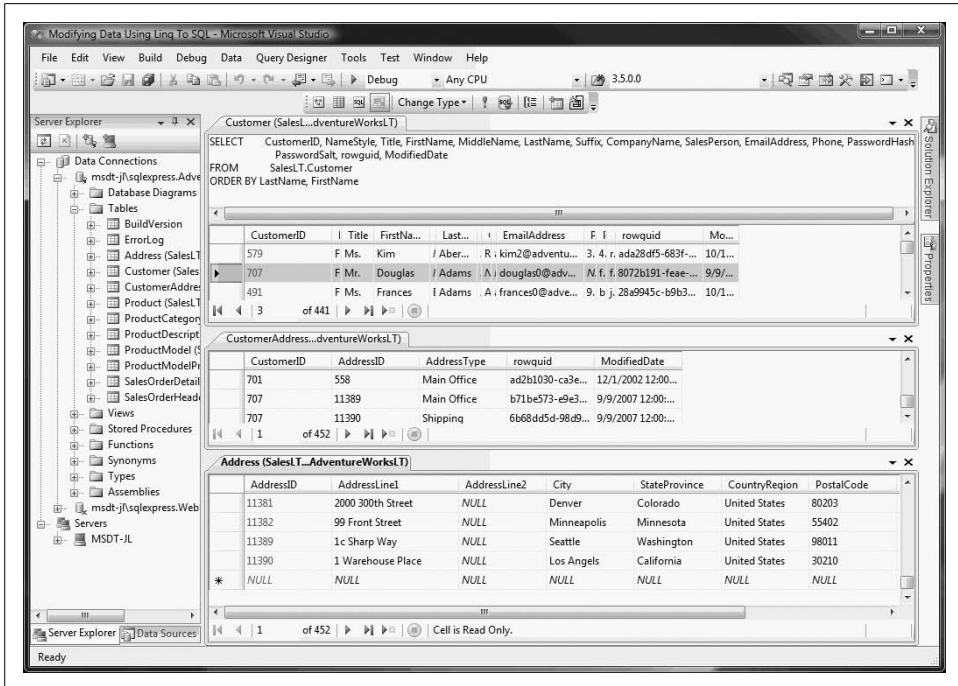 Modifying Data Using Linq To SQL - Microsoft Visual Studio
File Edit View Build Debug Data Query Designer Tools Test Window Help
Debug Any CPU 3.5.0.0
Change Type
Server Explorer
Data Connections
msdt-jl\sqlexpress.Adve
Database Diagrams
Tables
BuildVersion
ErrorLog
Address (SalesLT
Customer (Sales
CustomerAddres
Product (SalesLT
ProductCategory
ProductDescript
ProductModel (S
ProductModelPr
SalesOrderDetail
SalesOrderHead
Views
Stored Procedures
Functions
Synonyms
Types
Assemblies
msdt-jl\sqlexpress.Web
Servers
MSDT-JL
Server Explorer Data Sources
Customer (SalesL...dventureWorksLT)
SELECT CustomerID, NameStyle, Title, FirstName, MiddleName, LastName, Suffix, CompanyName, SalesPerson, EmailAddress, Phone, PasswordHash
PasswordSalt, rowguid, ModifiedDate
FROM SalesLT.Customer
ORDER BY LastName, FirstName
CustomerID Title FirstNa... Last... EmailAddress rowguid Mo...
579 F Ms. Kim Aber... R kim2@adventu... 3. 4. r. ada28df5-683f-... 10/1...
707 F Mr. Douglas Adams douglas0@adv... N. f. f. 8072b191-feae-... 9/9/...
491 F Ms. Frances Adams A frances0@adve... 9. b j. 28a9945c-b9b3... 10/1...
3 of 441
CustomerAddress...dventureWorksLT)
CustomerID AddressID AddressType rowguid ModifiedDate
701 558 Main Office ad2b1030-ca3e... 12/1/2002 12:00...
707 11389 Main Office b71be573-e9e3... 9/9/2007 12:00:...
707 11390 Shipping 6b68dd5d-98d9... 9/9/2007 12:00:...
1 of 452
Address (SalesLT...AdventureWorksLT)
AddressID AddressLine1 AddressLine2 City StateProvince CountryRegion PostalCode
11381 2000 300th Street NULL Denver Colorado United States 80203
11382 99 Front Street NULL Minneapolis Minnesota United States 55402
11389 1c Sharp Way NULL Seattle Washington United States 98011
11390 1 Warehouse Place NULL Los Angels California United States 30210
NULL NULL NULL NULL NULL NULL NULL
1 of 452 Cell is Read Only.
Solution Explorer
Properties
Ready